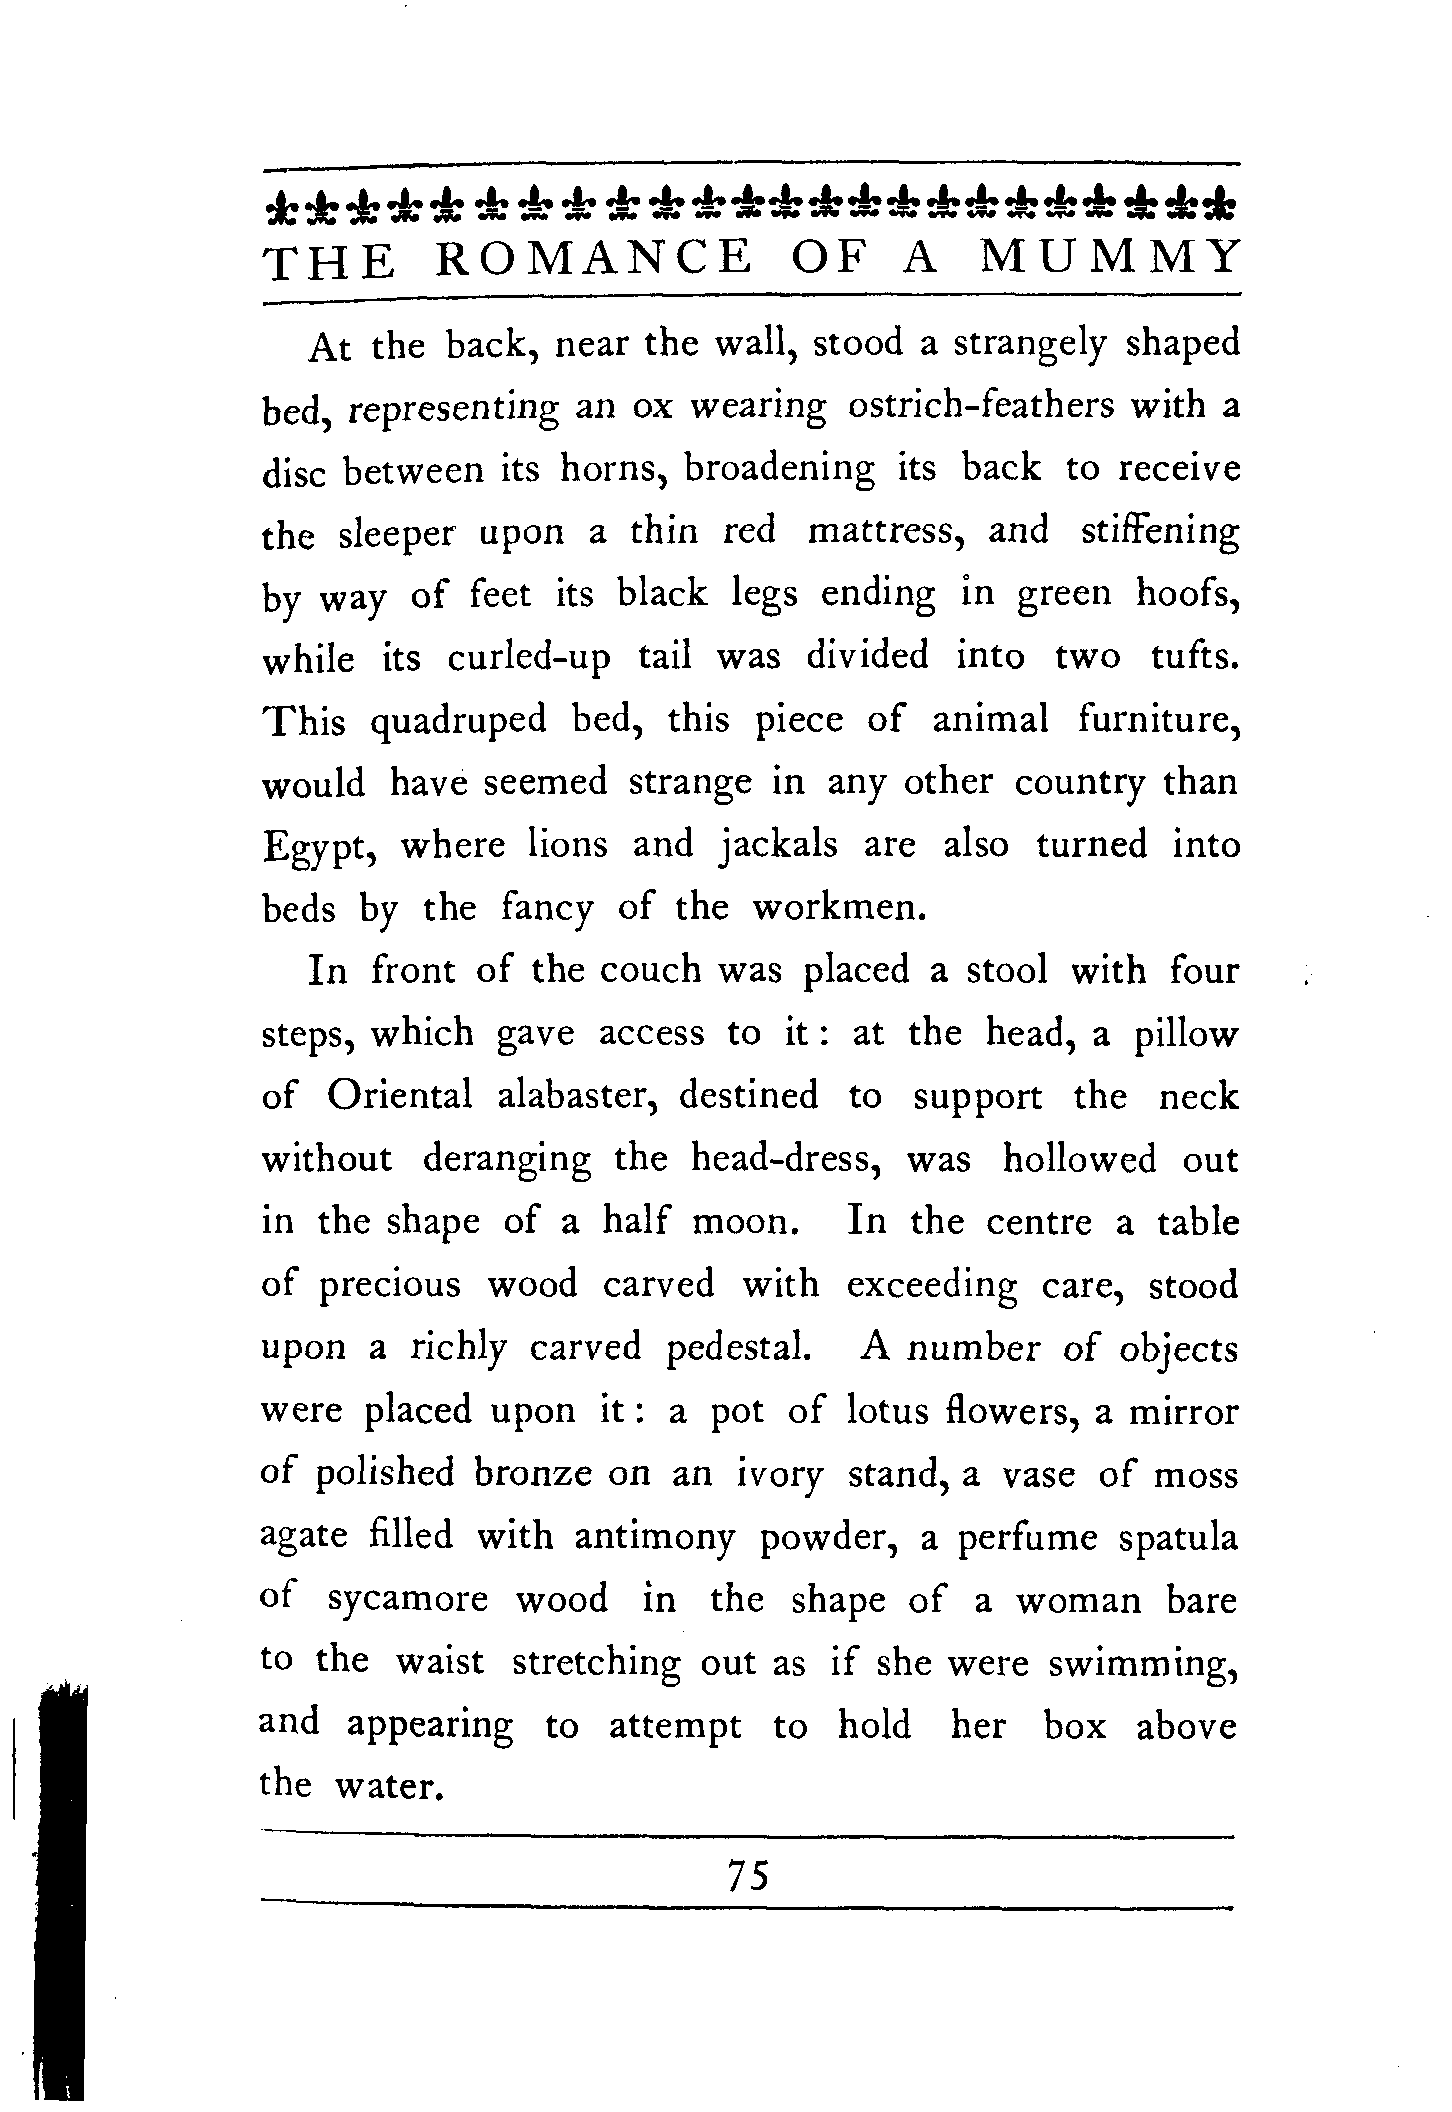 THE ROMANCE OF A MUMMY
At the back, near the wall, stood a strangely shaped
bed, representing an ox wearing ostrich-feathers with a
disc between its horns, broadening its back to receive
the sleeper upon a thin red mattress, and stiffening
by way of feet its black legs ending in green hoofs,
while its curled-up tail was divided into two tufts.
This quadruped bed, this piece of animal furniture,
would have seemed strange in any other country than
Egypt, where lions and jackals are also turned into
beds by the fancy of the workmen.
In front of the couch was placed a stool with four
steps, which gave access to it : at the head, a pillow
of Oriental alabaster, destined to support the neck
without deranging the head-dress, was hollowed out
in the shape of a half moon. In the centre a table
of precious wood carved with exceeding care, stood
upon a richly carved pedestal. A number of objects
were placed upon it : a pot of lotus flowers, a mirror
of polished bronze on an ivory stand, a vase of moss
agate filled with antimony powder, a perfume spatula
of sycamore wood in the shape of a woman bare
to the waist stretching out as if she were swimming,
and appearing to attempt to hold her box above
the water.
75